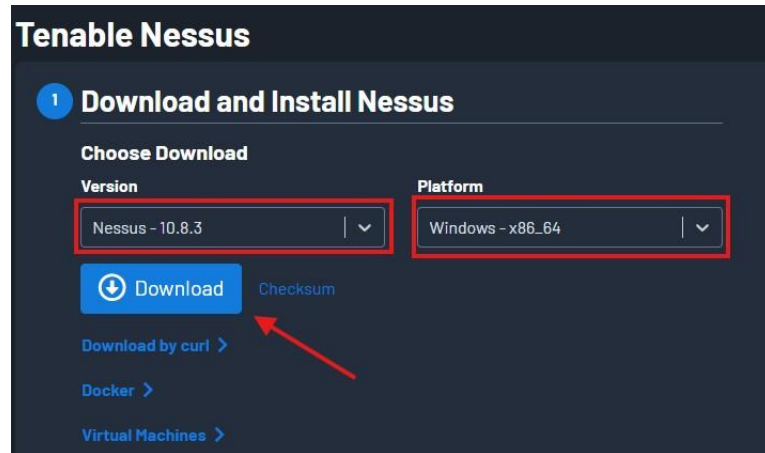 Tenable Nessus
1 Download and Install Nessus
Choose Download
Version Platform
Nessus - 10.8.3 Windows - x86_64
Download Checksum
Download by curl
Docker
Virtual Machines